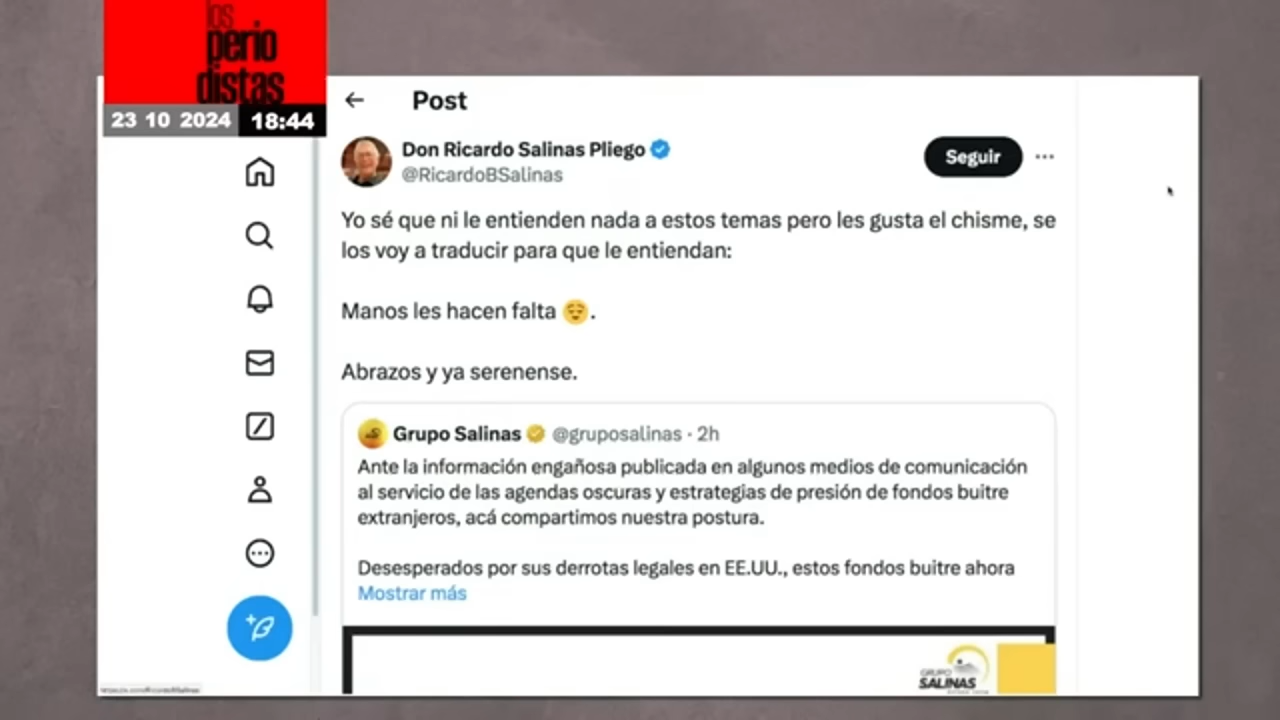 los
perio
distas
23 10 2024 18:44
Post
Don Ricardo Salinas Pliego
@RicardoBSalinas
Seguir
Yo sé que ni le entienden nada a estos temas pero les gusta el chisme, se
los voy a traducir para que le entiendan:
Manos les hacen falta 😌.
Abrazos y ya serenense.
Grupo Salinas @gruposalinas · 2h
Ante la información engañosa publicada en algunos medios de comunicación
al servicio de las agendas oscuras y estrategias de presión de fondos buitre
extranjeros, acá compartimos nuestra postura.
Desesperados por sus derrotas legales en EE.UU., estos fondos buitre ahora
Mostrar más
GRUPO
SALINAS